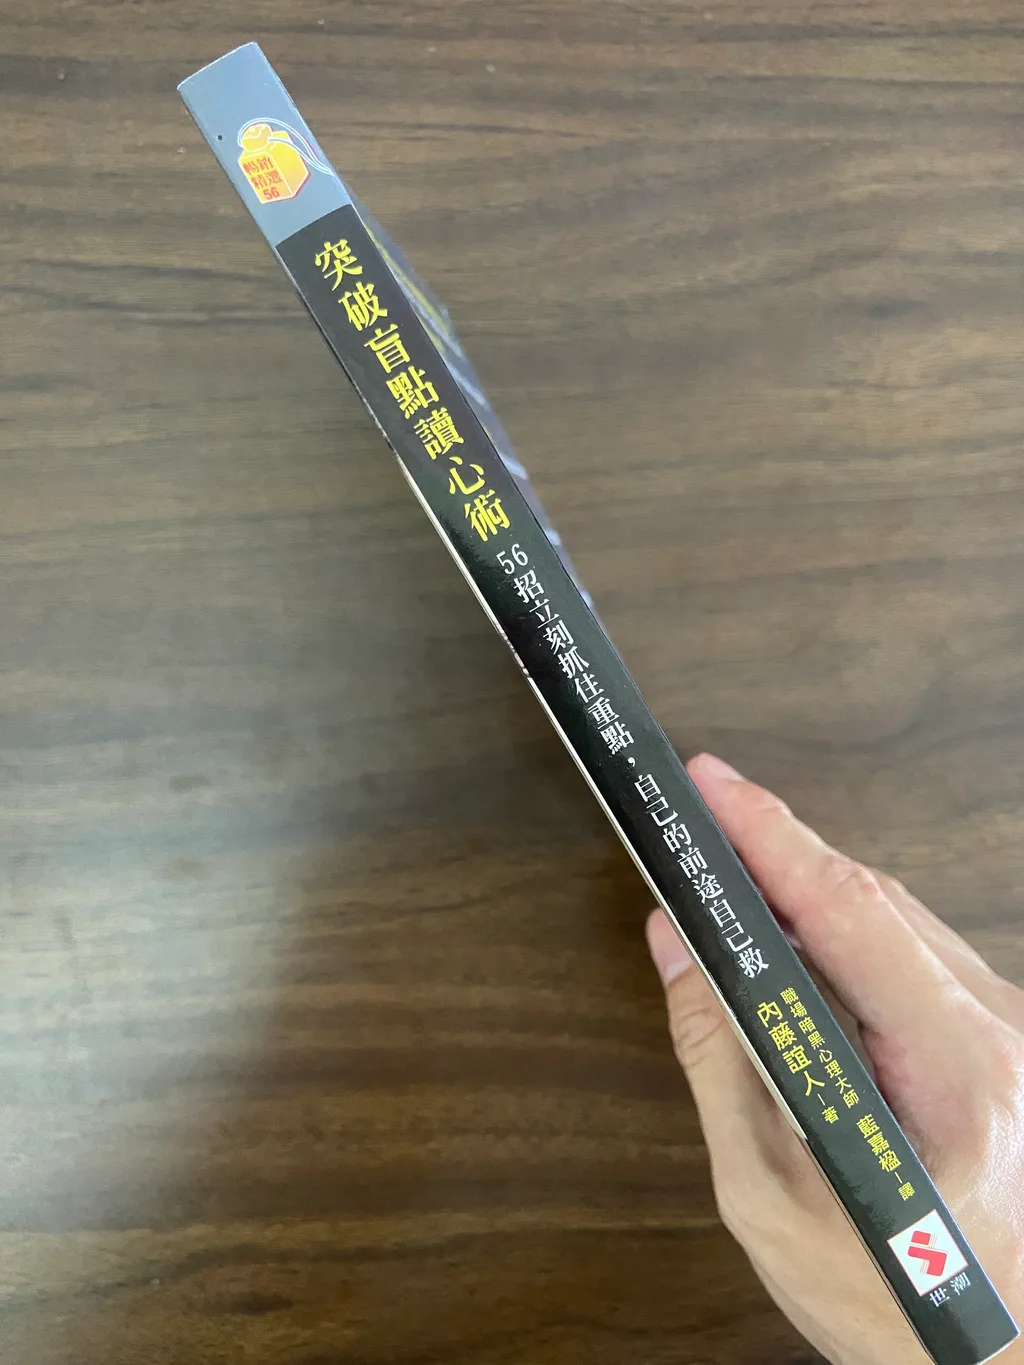 暢銷
精選
56
突破盲點讀心術
56招立刻抓住重點，自己的前途自己救
職場暗黑心理大師
內藤誼人─著
藍嘉楹─譯
世潮